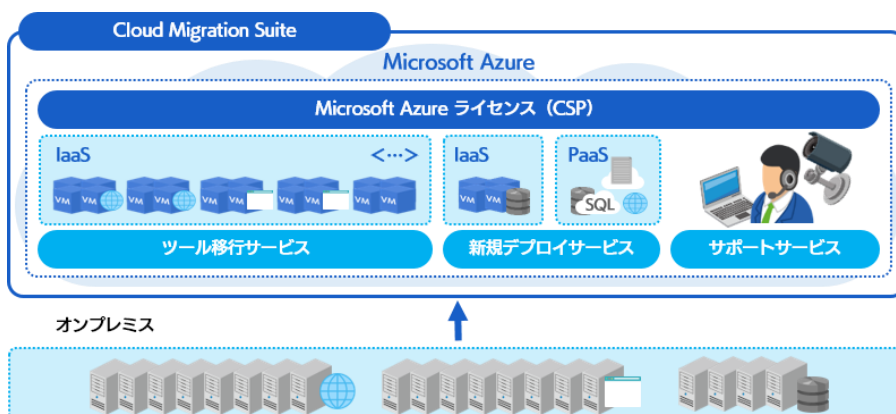 Cloud Migration Suite
Microsoft Azure
Microsoft Azure ライセンス（CSP）
IaaS
<…>
IaaS
PaaS
VM VM VM VM VM VM VM VM VM VM
VM VM
SQL
ツール移行サービス
新規デプロイサービス
サポートサービス
オンプレミス